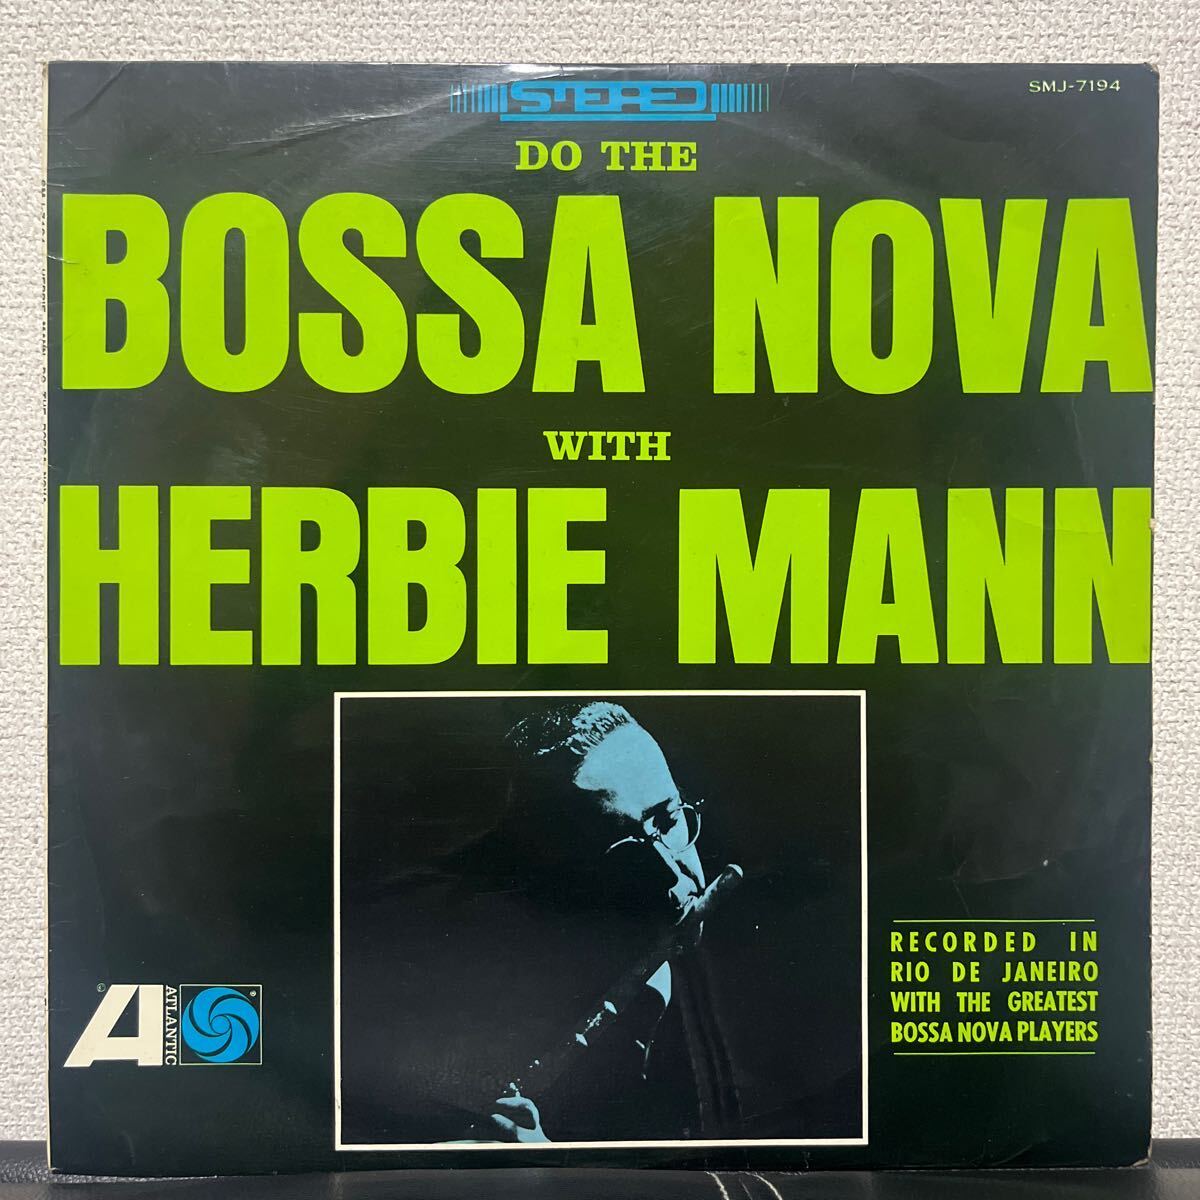 STEREO
SMJ-7194
DO THE
BOSSA NOVA
WITH
HERBIE MANN
RECORDED IN
RIO DE JANEIRO
WITH THE GREATEST
BOSSA NOVA PLAYERS
© A ATLANTIC ®